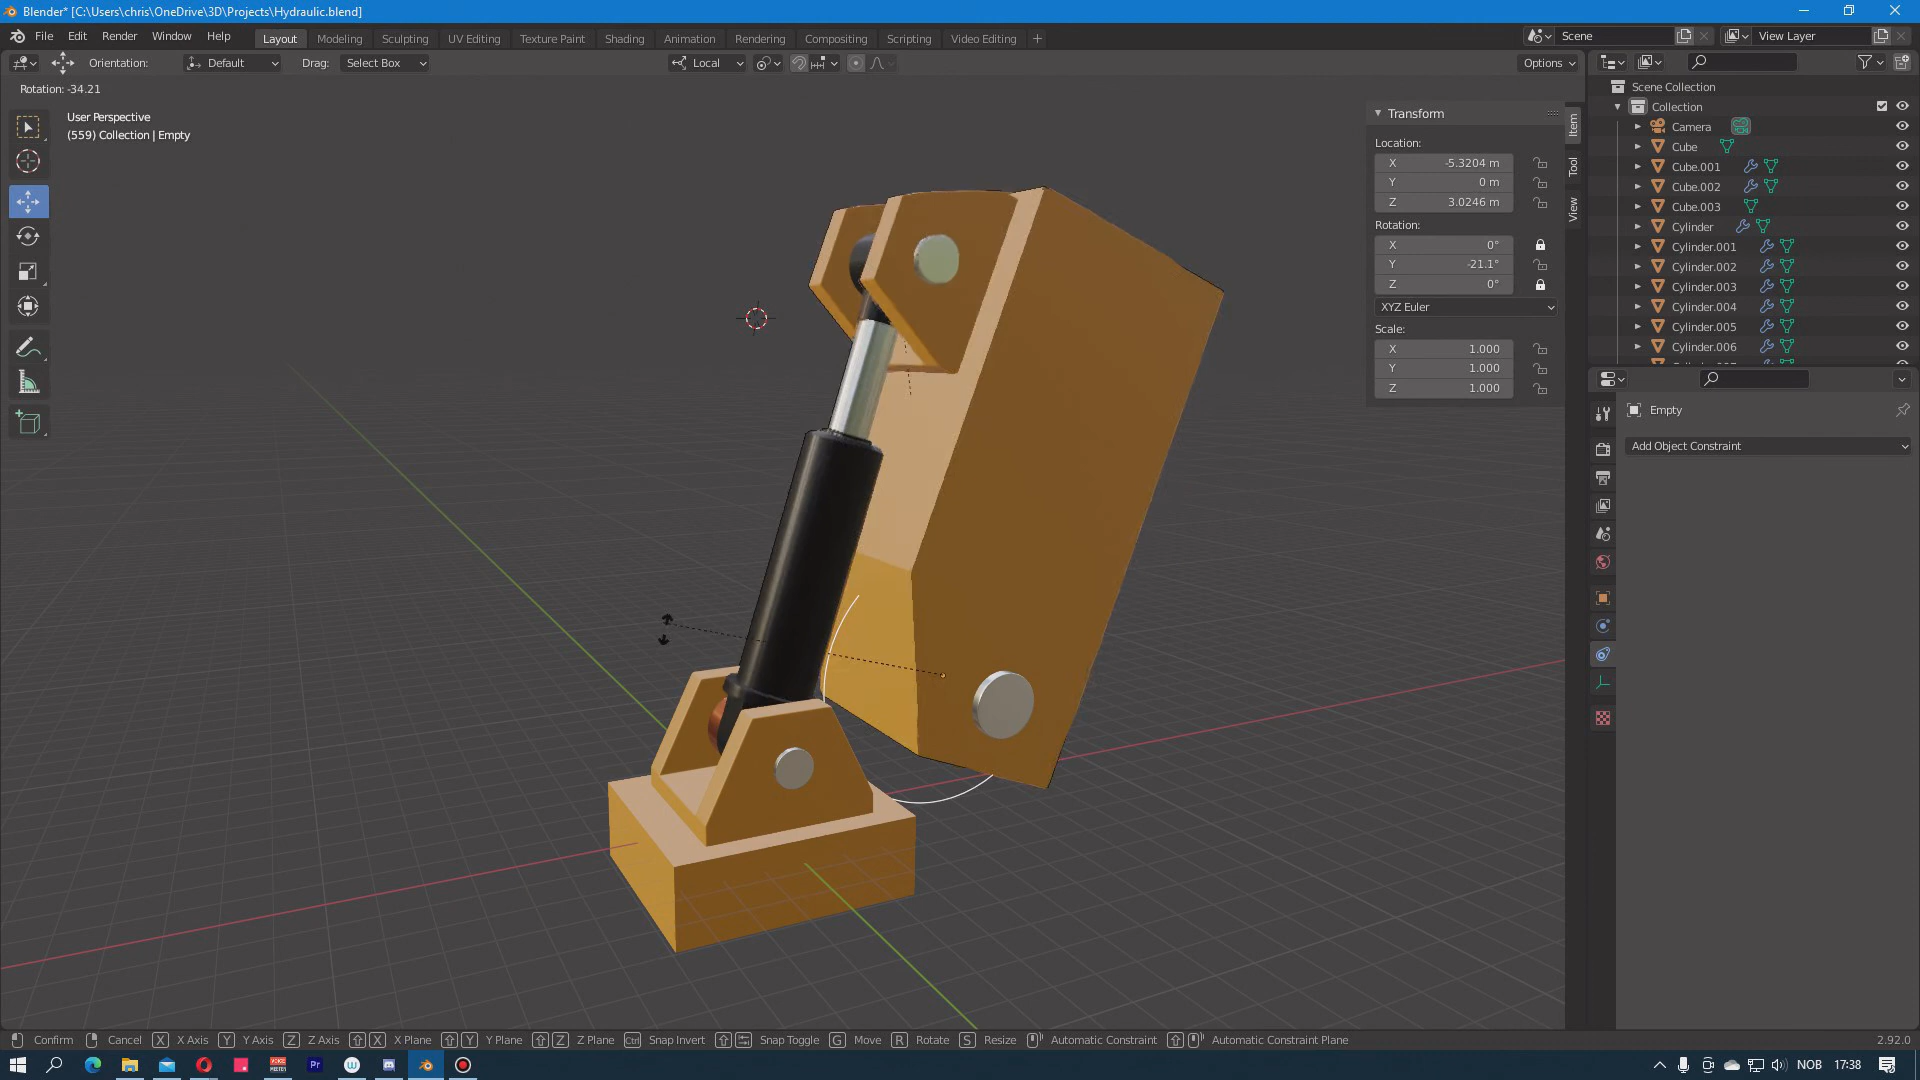 Blender* [C:\Users\chris\OneDrive\3D\Projects\Hydraulic.blend]
File Edit Render Window Help Layout Modeling Sculpting UV Editing Texture Paint Shading Animation Rendering Compositing Scripting Video Editing + Scene View Layer
Orientation: Default Drag: Select Box Local Options
Rotation: -34.21
User Perspective
(559) Collection | Empty
Transform
Location:
X -5.3204 m
Y 0 m
Z 3.0246 m
Rotation:
X 0°
Y -21.1°
Z 0°
XYZ Euler
Scale:
X 1.000
Y 1.000
Z 1.000
Item
Tool
View
Scene Collection
Collection
Camera
Cube
Cube.001
Cube.002
Cube.003
Cylinder
Cylinder.001
Cylinder.002
Cylinder.003
Cylinder.004
Cylinder.005
Cylinder.006
Empty
Add Object Constraint
Confirm Cancel X X Axis Y Y Axis Z Z Axis X X Plane Y Y Plane Z Z Plane Ctrl Snap Invert Snap Toggle G Move R Rotate S Resize Automatic Constraint Automatic Constraint Plane 2.92.0
Pr NOB 17:38